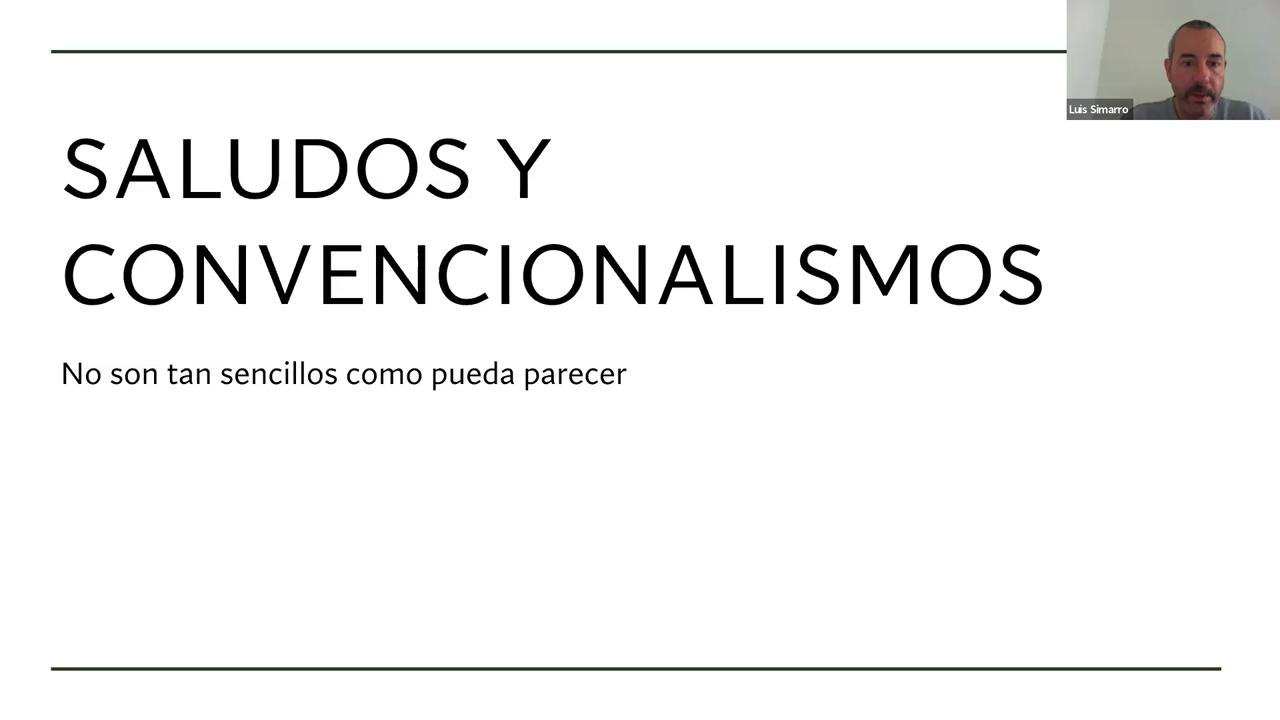 Luis Simarro
SALUDOS Y
CONVENCIONALISMOS
No son tan sencillos como pueda parecer